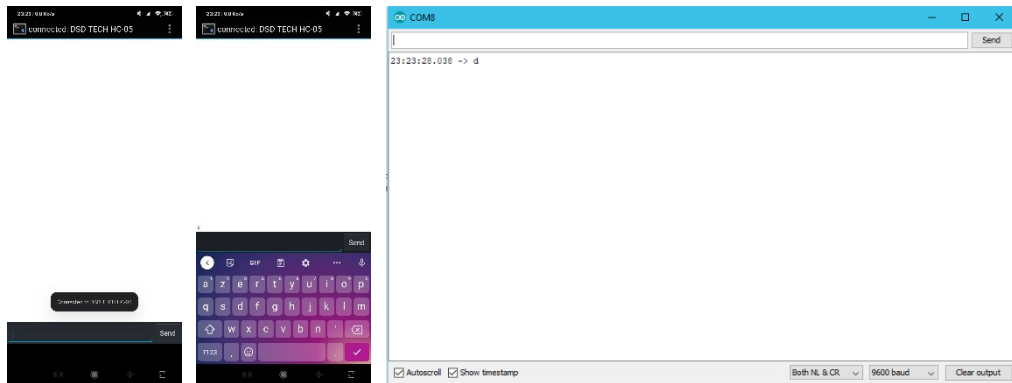 connected: DSD TECH HC-05
Send
connected: DSD TECH HC-05
Send
GIF
a z e r t y u i o p
q s d f g h j k l m
w x c v b n '
?123 , .
COM8
Send
23:23:28.038 -> d
Autoscroll Show timestamp
Both NL & CR
9600 baud
Clear output